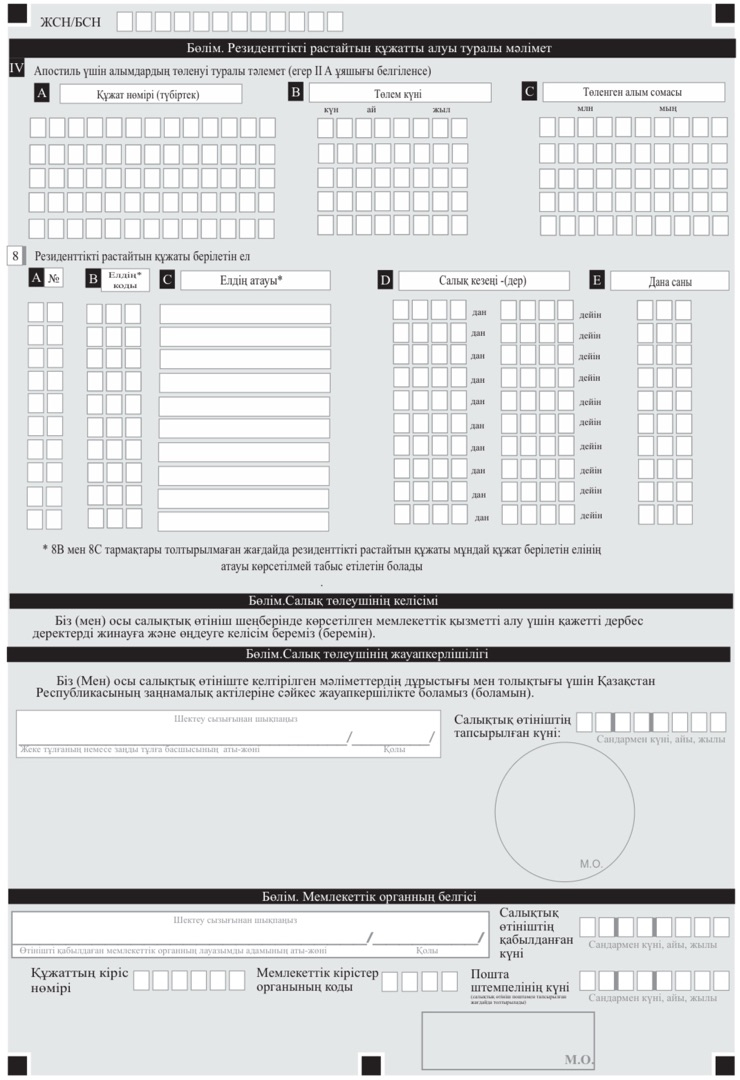 ЖСН/БСН
Бөлім. Резиденттікті растайтын құжатты алуы туралы мәлімет
IV Апостиль үшін алымдардың төленуі туралы тәлемет (егер II А ұяшығы белгіленсе)
A Құжат нөмірі (түбіртек) B Төлем күні C Төленген алым сомасы
күн ай жыл млн мың
8 Резиденттікті растайтын құжаты берілетін ел
A № B Елдің* коды C Елдің атауы* D Салық кезеңі -(дер) E Дана саны
дан дейін
дан дейін
дан дейін
дан дейін
дан дейін
дан дейін
дан дейін
дан дейін
дан дейін
дан дейін
* 8В мен 8С тармақтары толтырылмаған жағдайда резиденттікті растайтын құжаты мұндай құжат берілетін елінің
атауы көрсетілмей табыс етілетін болады
.
Бөлім.Салық төлеушінің келісімі
Біз (мен) осы салықтық өтініш шеңберінде көрсетілген мемлекеттік қызметті алу үшін қажетті дербес
деректерді жинауға және өңдеуге келісім береміз (беремін).
Бөлім.Салық төлеушінің жауапкерлішілігі
Біз (Мен) осы салықтық өтініште келтірілген мәліметтердің дұрыстығы мен толықтығы үшін Қазақстан
Республикасының заңнамалық актілеріне сәйкес жауапкершілікте боламыз (боламын).
Шектеу сызығынан шықпаңыз
/ /
Жеке тұлғаның немесе заңды тұлға басшысының аты-жөні Қолы
Салықтық өтініштің
тапсырылған күні:
Сандармен күні, айы, жылы
М.О.
Бөлім. Мемлекеттік органның белгісі
Шектеу сызығынан шықпаңыз
/ /
Өтінішті қабылдаған мемлекеттік органның лауазымды адамының аты-жөні Қолы
Салықтық
өтініштің
қабылданған
күні
Сандармен күні, айы, жылы
Құжаттың кіріс
нөмірі
Мемлекеттік кірістер
органының коды
Пошта
штемпелінің күні
(салықтық өтініш поштамен тапсырылған
жағдайда толтырылады)
Сандармен күні, айы, жылы
М.О.